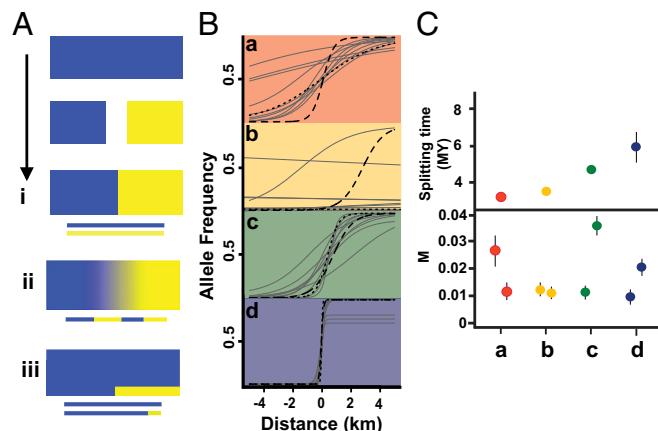 A
i
ii
iii
B
Allele Frequency
a
0.5
b
0.5
c
0.5
d
0.5
-4 -2 0 2 4
Distance (km)
C
Splitting time
(MY)
8
6
4
M
0.04
0.03
0.02
0.01
0
a b c d